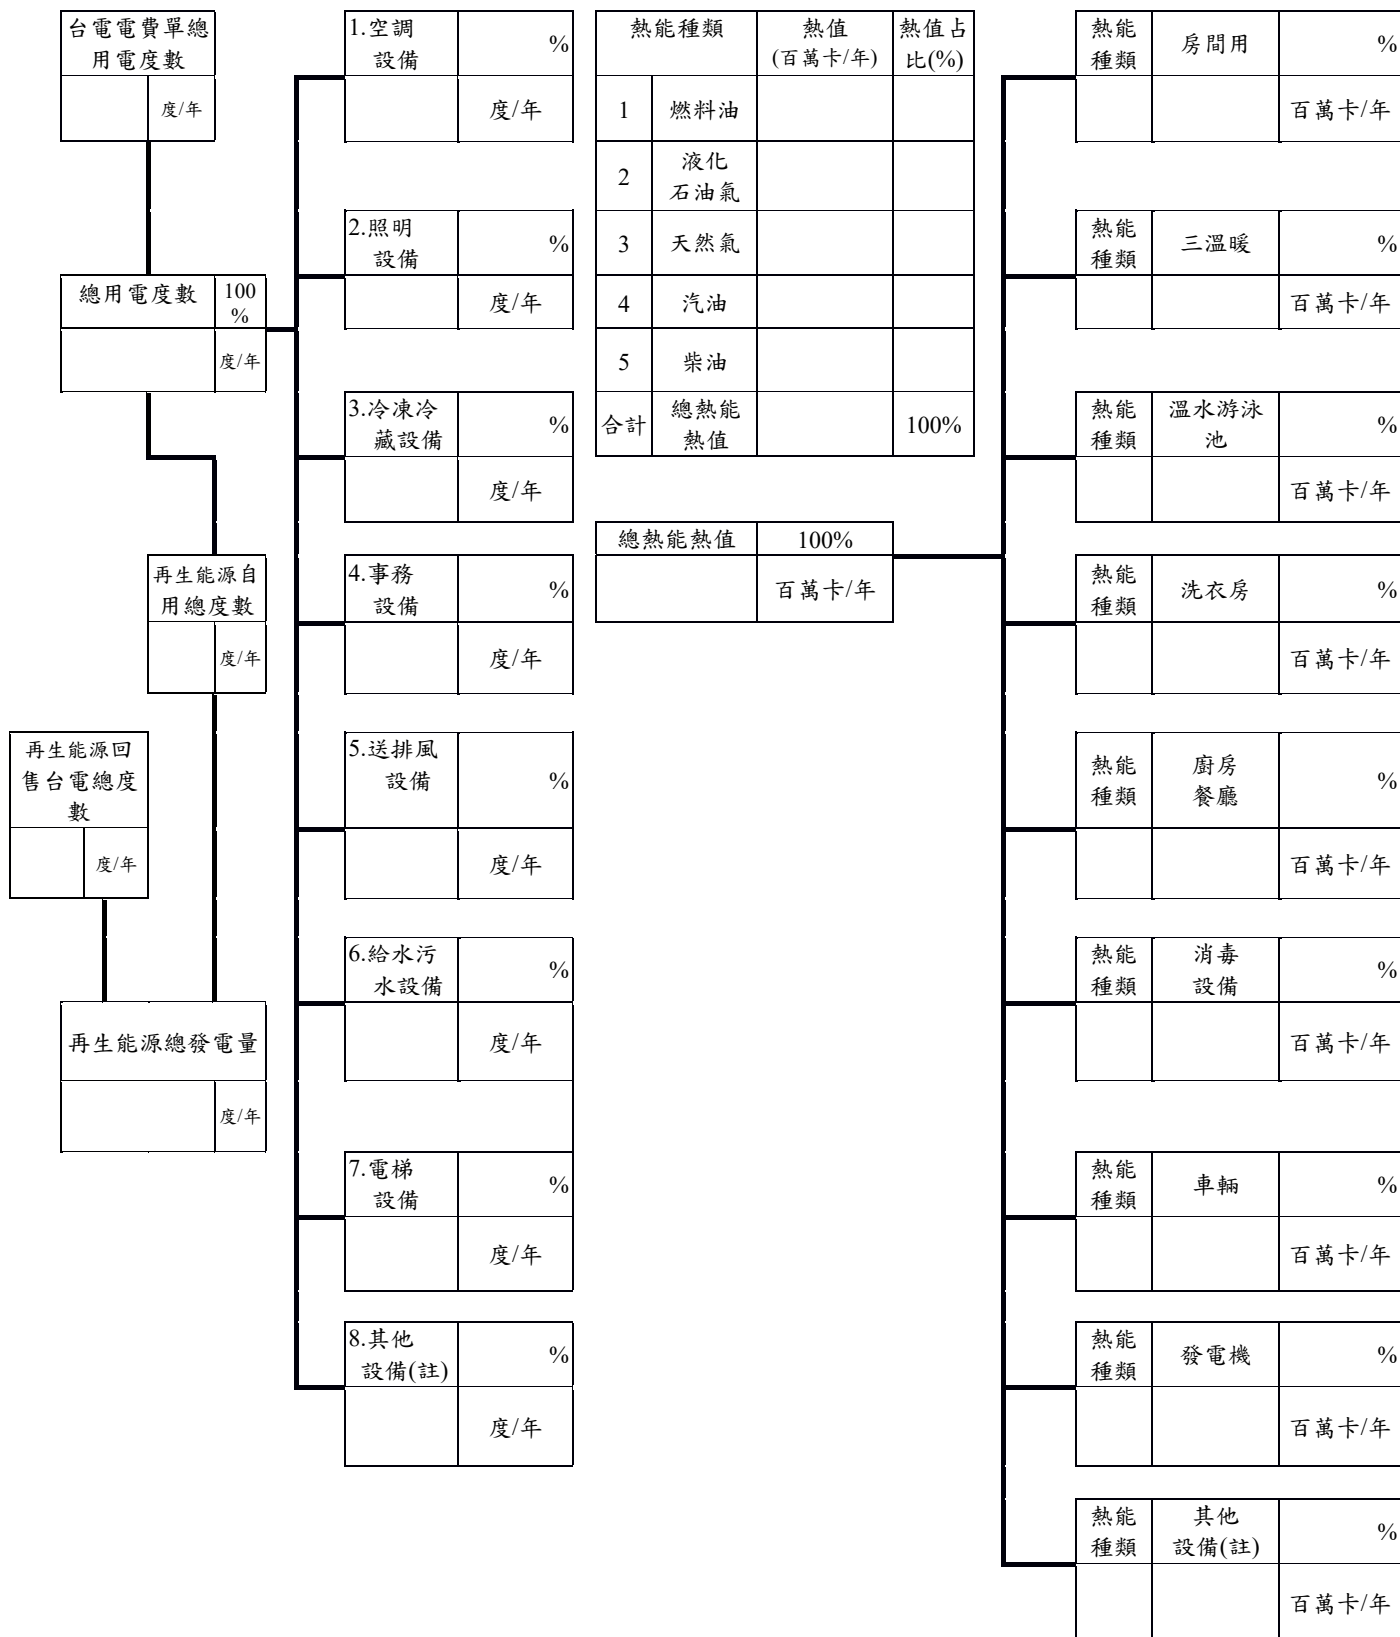 台電電費單總
用電度數
度/年
總用電度數
100
%
度/年
再生能源自
用總度數
度/年
再生能源回
售台電總度
數
度/年
再生能源總發電量
度/年
1.空調
設備
%
度/年
2.照明
設備
%
度/年
3.冷凍冷
藏設備
%
度/年
4.事務
設備
%
度/年
5.送排風
設備
%
度/年
6.給水污
水設備
%
度/年
7.電梯
設備
%
度/年
8.其他
設備(註)
%
度/年
熱能種類
熱值
(百萬卡/年)
熱值占
比(%)
1 燃料油
2 液化
石油氣
3 天然氣
4 汽油
5 柴油
合計 總熱能
熱值
100%
總熱能熱值 100%
百萬卡/年
熱能
種類
房間用
%
百萬卡/年
熱能
種類
三溫暖
%
百萬卡/年
熱能
種類
溫水游泳
池
%
百萬卡/年
熱能
種類
洗衣房
%
百萬卡/年
熱能
種類
廚房
餐廳
%
百萬卡/年
熱能
種類
消毒
設備
%
百萬卡/年
熱能
種類
車輛
%
百萬卡/年
熱能
種類
發電機
%
百萬卡/年
熱能
種類
其他
設備(註)
%
百萬卡/年